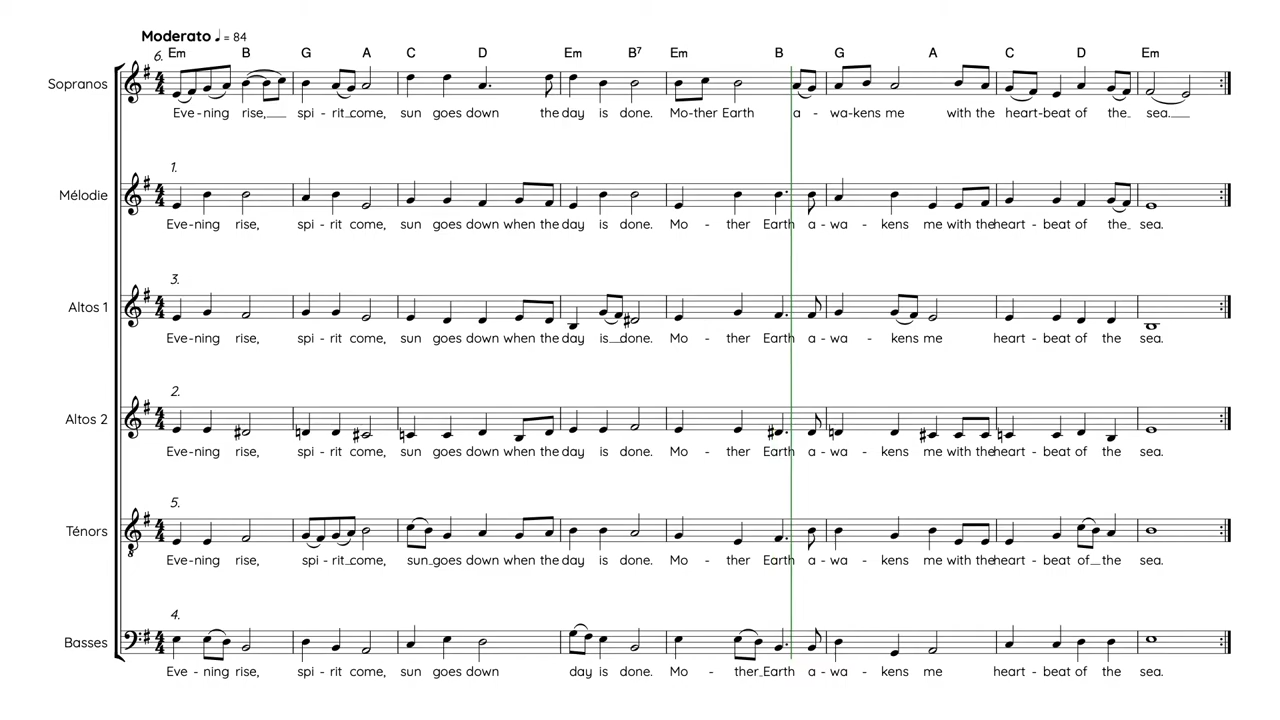 Moderato ♩ = 84
6. Em B G A C D Em B7 Em B G A C D Em
Sopranos
Eve - ning rise, spi - rit come, sun goes down the day is done. Mo-ther Earth a - wa-kens me with the heart-beat of the sea.
1.
Mélodie
Eve-ning rise, spi - rit come, sun goes down when the day is done. Mo - ther Earth a - wa - kens me with the heart - beat of the sea.
3.
Altos 1
Eve-ning rise, spi - rit come, sun goes down when the day is done. Mo - ther Earth a - wa - kens me heart - beat of the sea.
2.
Altos 2
Eve-ning rise, spi - rit come, sun goes down when the day is done. Mo - ther Earth a - wa - kens me with the heart - beat of the sea.
5.
Ténors
8
Eve-ning rise, spi - rit come, sun goes down when the day is done. Mo - ther Earth a - wa - kens me with the heart - beat of the sea.
4.
Basses
Eve - ning rise, spi - rit come, sun goes down day is done. Mo - ther Earth a - wa - kens me heart - beat of the sea.